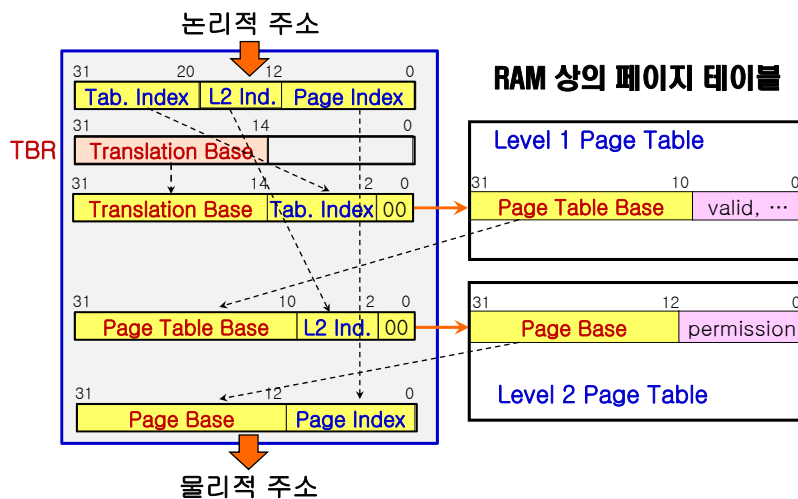 논리적 주소
RAM 상의 페이지 테이블
31 20 12 0
Tab. Index L2 Ind. Page Index
31 14 0
TBR Translation Base
31 14 2 0
Translation Base Tab. Index 00
Level 1 Page Table
31 10 0
Page Table Base valid, …
31 10 2 0
Page Table Base L2 Ind. 00
31 12 0
Page Base permission
Level 2 Page Table
31 12 0
Page Base Page Index
물리적 주소